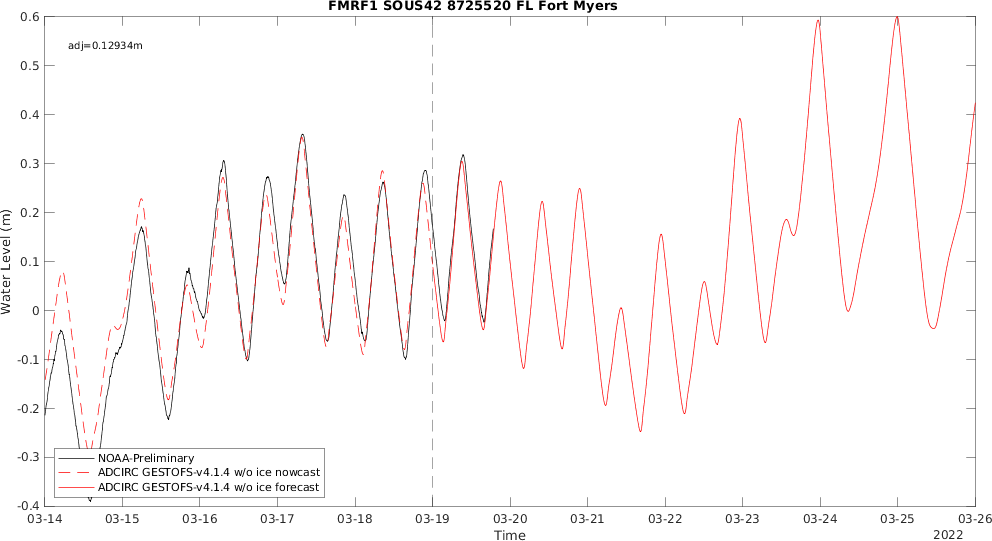 FMRF1 SOUS42 8725520 FL Fort Myers
adj=0.12934m
0.6
0.5
0.4
0.3
0.2
0.1
0
-0.1
-0.2
-0.3
-0.4
Water Level (m)
NOAA-Preliminary
ADCIRC GESTOFS-v4.1.4 w/o ice nowcast
ADCIRC GESTOFS-v4.1.4 w/o ice forecast
03-14 03-15 03-16 03-17 03-18 03-19 03-20 03-21 03-22 03-23 03-24 03-25 03-26
Time
2022